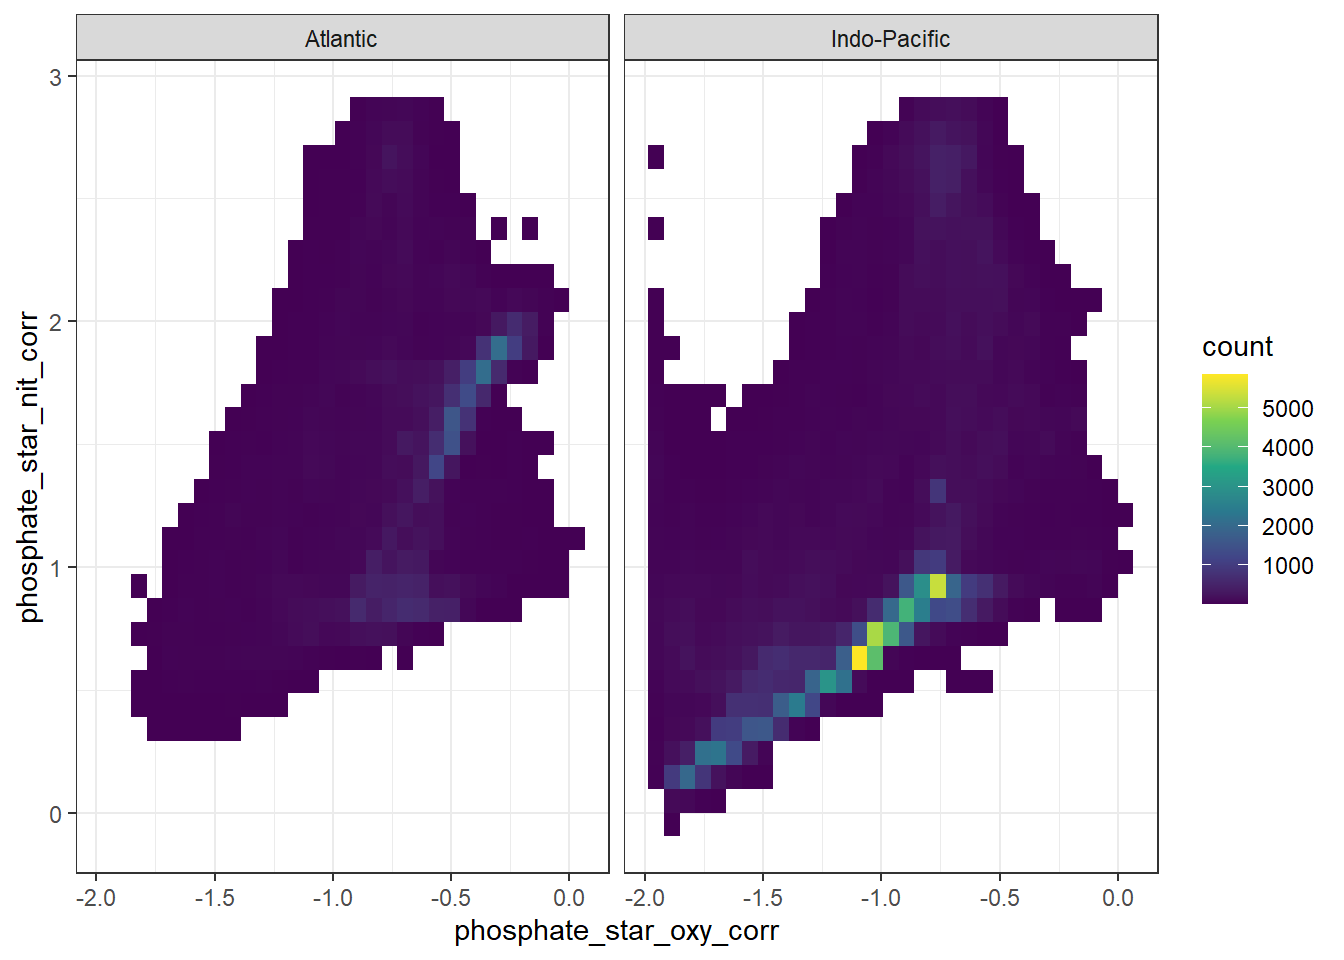 Atlantic
Indo-Pacific
phosphate_star_nit_corr
3
2
1
0
-2.0 -1.5 -1.0 -0.5 0.0
-2.0 -1.5 -1.0 -0.5 0.0
phosphate_star_oxy_corr
count
5000
4000
3000
2000
1000